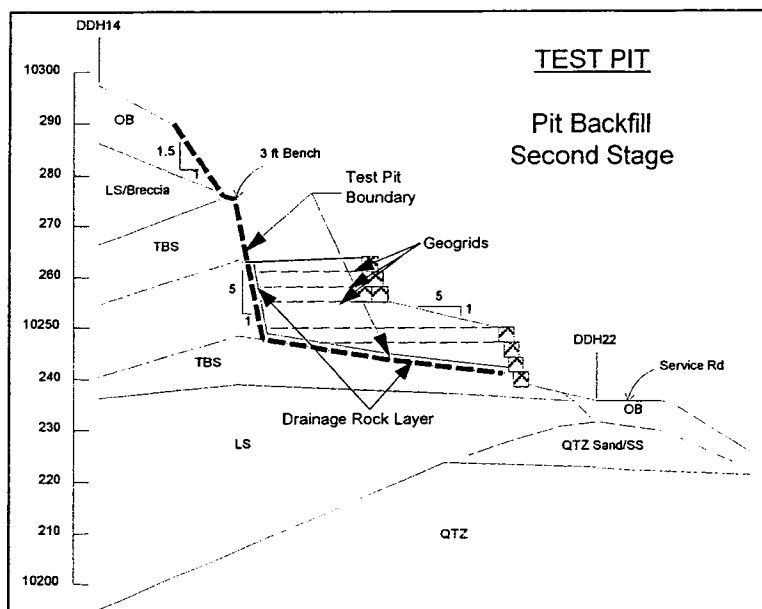 DDH14
TEST PIT
Pit Backfill
Second Stage
10300
290
280
270
260
10250
240
230
220
210
10200
OB
1.5
1
3 ft Bench
LS/Breccia
Test Pit
Boundary
TBS
Geogrids
5
1
5
1
DDH22
TBS
Service Rd
OB
Drainage Rock Layer
LS
QTZ Sand/SS
QTZ